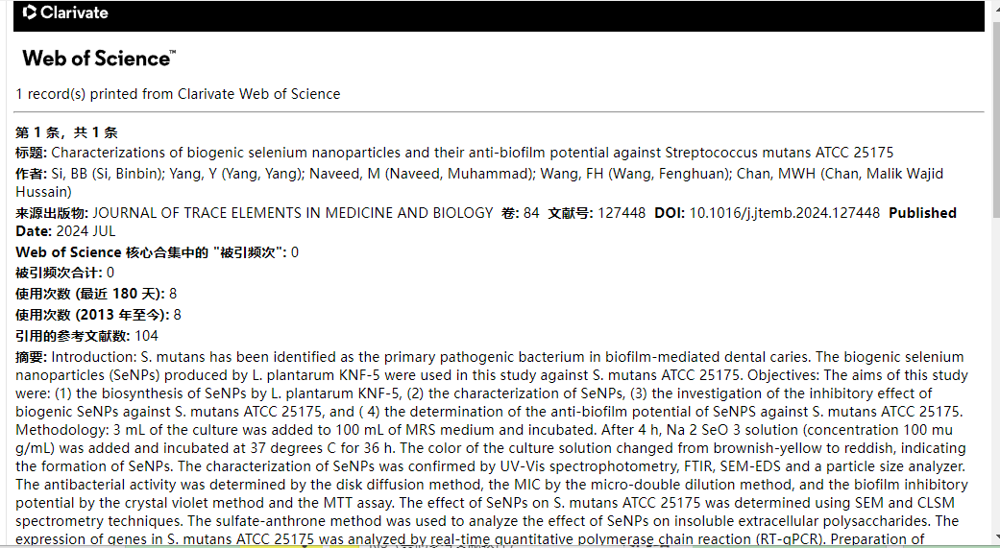 Clarivate
Web of Science™
1 record(s) printed from Clarivate Web of Science
第 1 条，共 1 条
标题: Characterizations of biogenic selenium nanoparticles and their anti-biofilm potential against Streptococcus mutans ATCC 25175
作者: Si, BB (Si, Binbin); Yang, Y (Yang, Yang); Naveed, M (Naveed, Muhammad); Wang, FH (Wang, Fenghuan); Chan, MWH (Chan, Malik Wajid
Hussain)
来源出版物: JOURNAL OF TRACE ELEMENTS IN MEDICINE AND BIOLOGY 卷: 84 文献号: 127448 DOI: 10.1016/j.jtemb.2024.127448 Published
Date: 2024 JUL
Web of Science 核心合集中的 "被引频次": 0
被引频次合计: 0
使用次数 (最近 180 天): 8
使用次数 (2013 年至今): 8
引用的参考文献数: 104
摘要: Introduction: S. mutans has been identified as the primary pathogenic bacterium in biofilm-mediated dental caries. The biogenic selenium
nanoparticles (SeNPs) produced by L. plantarum KNF-5 were used in this study against S. mutans ATCC 25175. Objectives: The aims of this study
were: (1) the biosynthesis of SeNPs by L. plantarum KNF-5, (2) the characterization of SeNPs, (3) the investigation of the inhibitory effect of
biogenic SeNPs against S. mutans ATCC 25175, and ( 4) the determination of the anti-biofilm potential of SeNPS against S. mutans ATCC 25175.
Methodology: 3 mL of the culture was added to 100 mL of MRS medium and incubated. After 4 h, Na 2 SeO 3 solution (concentration 100 mu
g/mL) was added and incubated at 37 degrees C for 36 h. The color of the culture solution changed from brownish-yellow to reddish, indicating
the formation of SeNPs. The characterization of SeNPs was confirmed by UV-Vis spectrophotometry, FTIR, SEM-EDS and a particle size analyzer.
The antibacterial activity was determined by the disk diffusion method, the MIC by the micro-double dilution method, and the biofilm inhibitory
potential by the crystal violet method and the MTT assay. The effect of SeNPs on S. mutans ATCC 25175 was determined using SEM and CLSM
spectrometry techniques. The sulfate-anthrone method was used to analyze the effect of SeNPs on insoluble extracellular polysaccharides. The
expression of genes in S. mutans ATCC 25175 was analyzed by real-time quantitative polymerase chain reaction (RT-qPCR). Preparation of